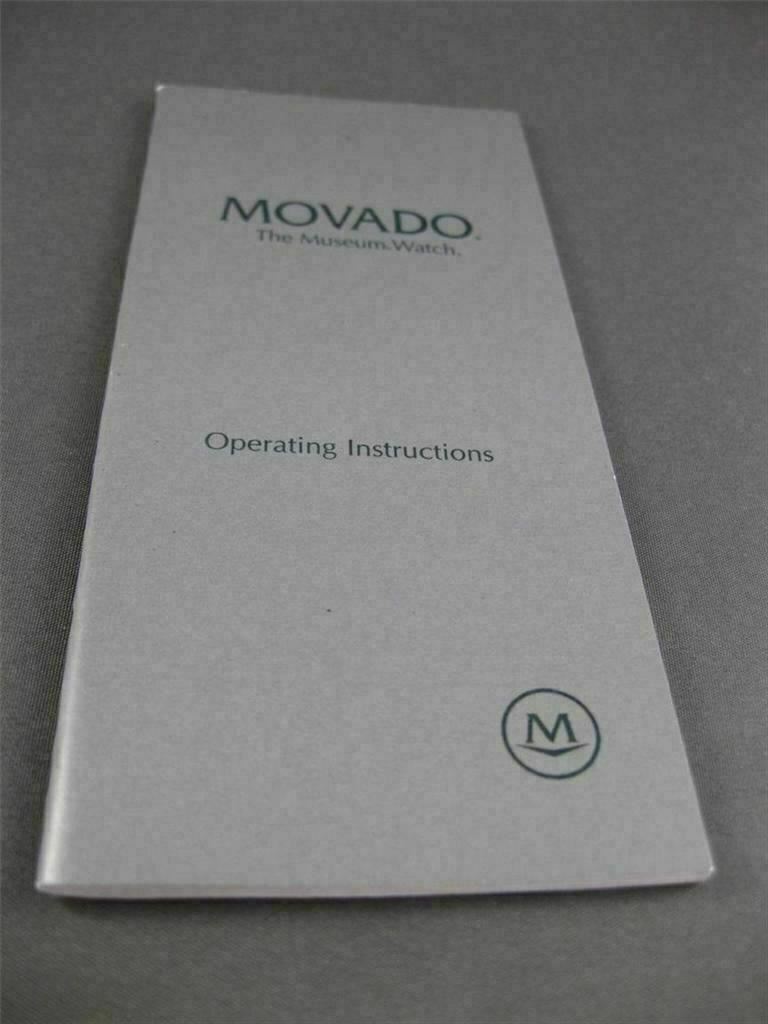 MOVADO.
The Museum.Watch.
Operating Instructions
M